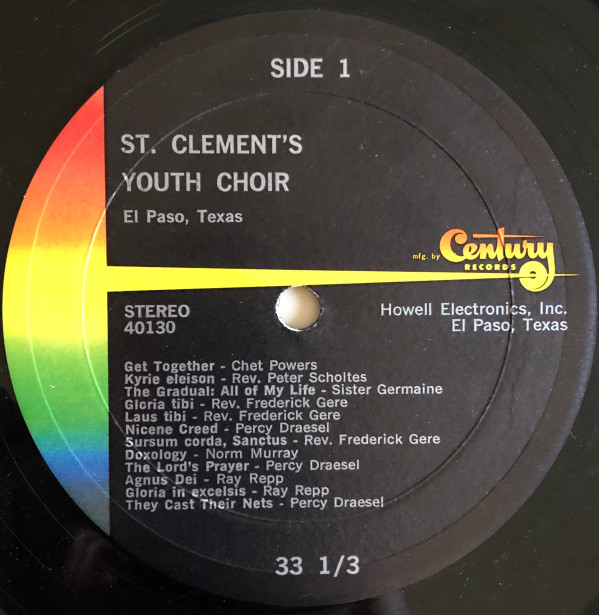 SIDE 1
ST. CLEMENT'S
YOUTH CHOIR
El Paso, Texas
mfg. by Century
RECORDS
STEREO
40130
Howell Electronics, Inc.
El Paso, Texas
Get Together - Chet Powers
Kyrie eleison - Rev. Peter Scholtes
The Gradual: All of My Life - Sister Germaine
Gloria tibi - Rev. Frederick Gere
Laus tibi - Rev. Frederick Gere
Nicene Creed - Percy Draesel
Sursum corda, Sanctus - Rev. Frederick Gere
Doxology - Norm Murray
The Lord's Prayer - Percy Draesel
Agnus Dei - Ray Repp
Gloria in excelsis - Ray Repp
They Cast Their Nets - Percy Draesel
33 1/3